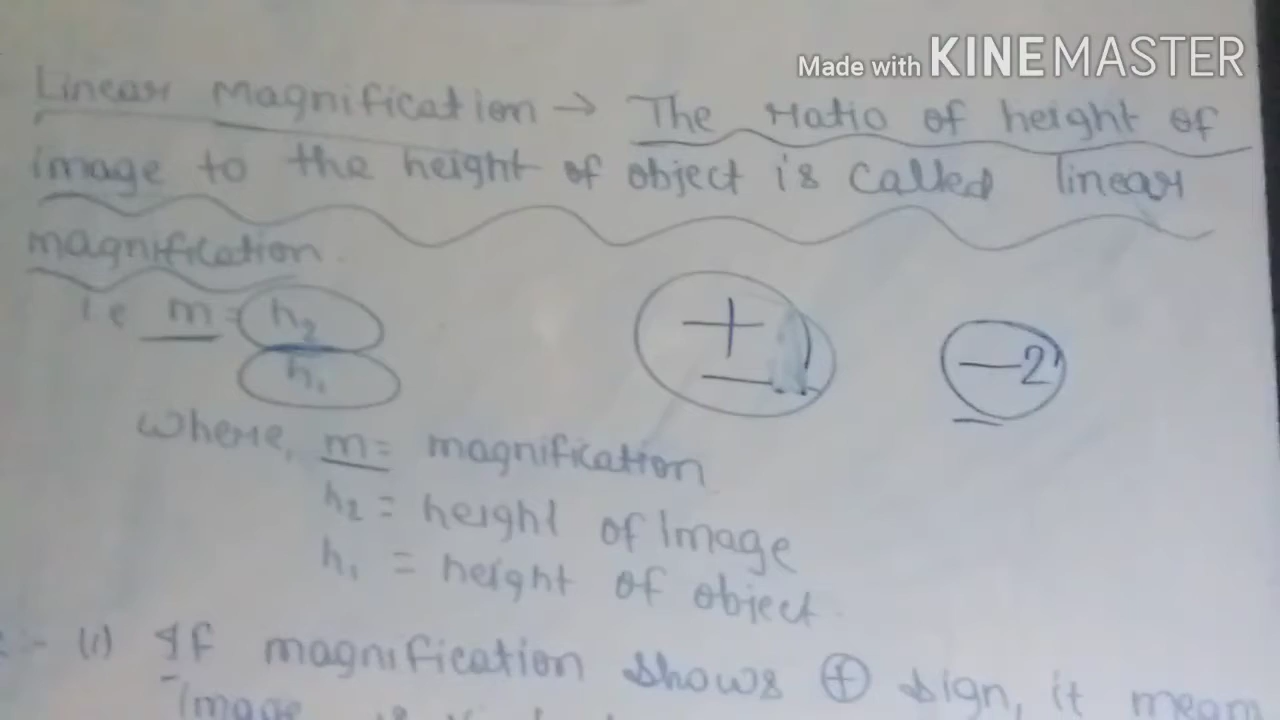 Made with KINEMASTER
Linear Magnification → The ratio of height of
image to the height of object is called linear
magnification.
i.e m = h₂
h₁
+
-2
where, m = magnification
h₂ = height of Image
h₁ = height of object.
:- (i) If magnification shows ⊕ sign, it mean
Image is